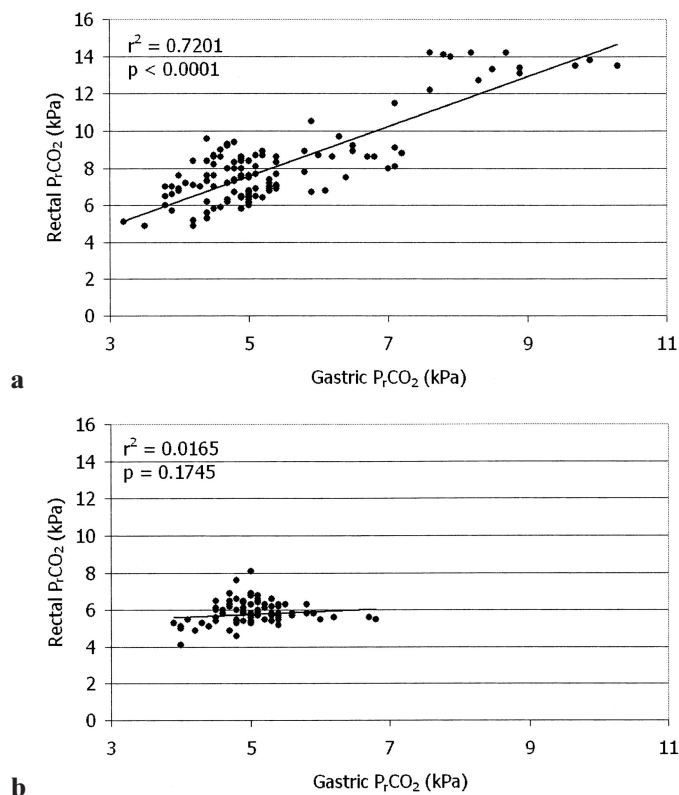 16
14
12
10
8
6
4
2
0
r² = 0.7201
p < 0.0001
Rectal PᵣCO₂ (kPa)
3 5 7 9 11
Gastric PᵣCO₂ (kPa)
a
16
14
12
10
8
6
4
2
0
r² = 0.0165
p = 0.1745
Rectal PᵣCO₂ (kPa)
3 5 7 9 11
Gastric PᵣCO₂ (kPa)
b